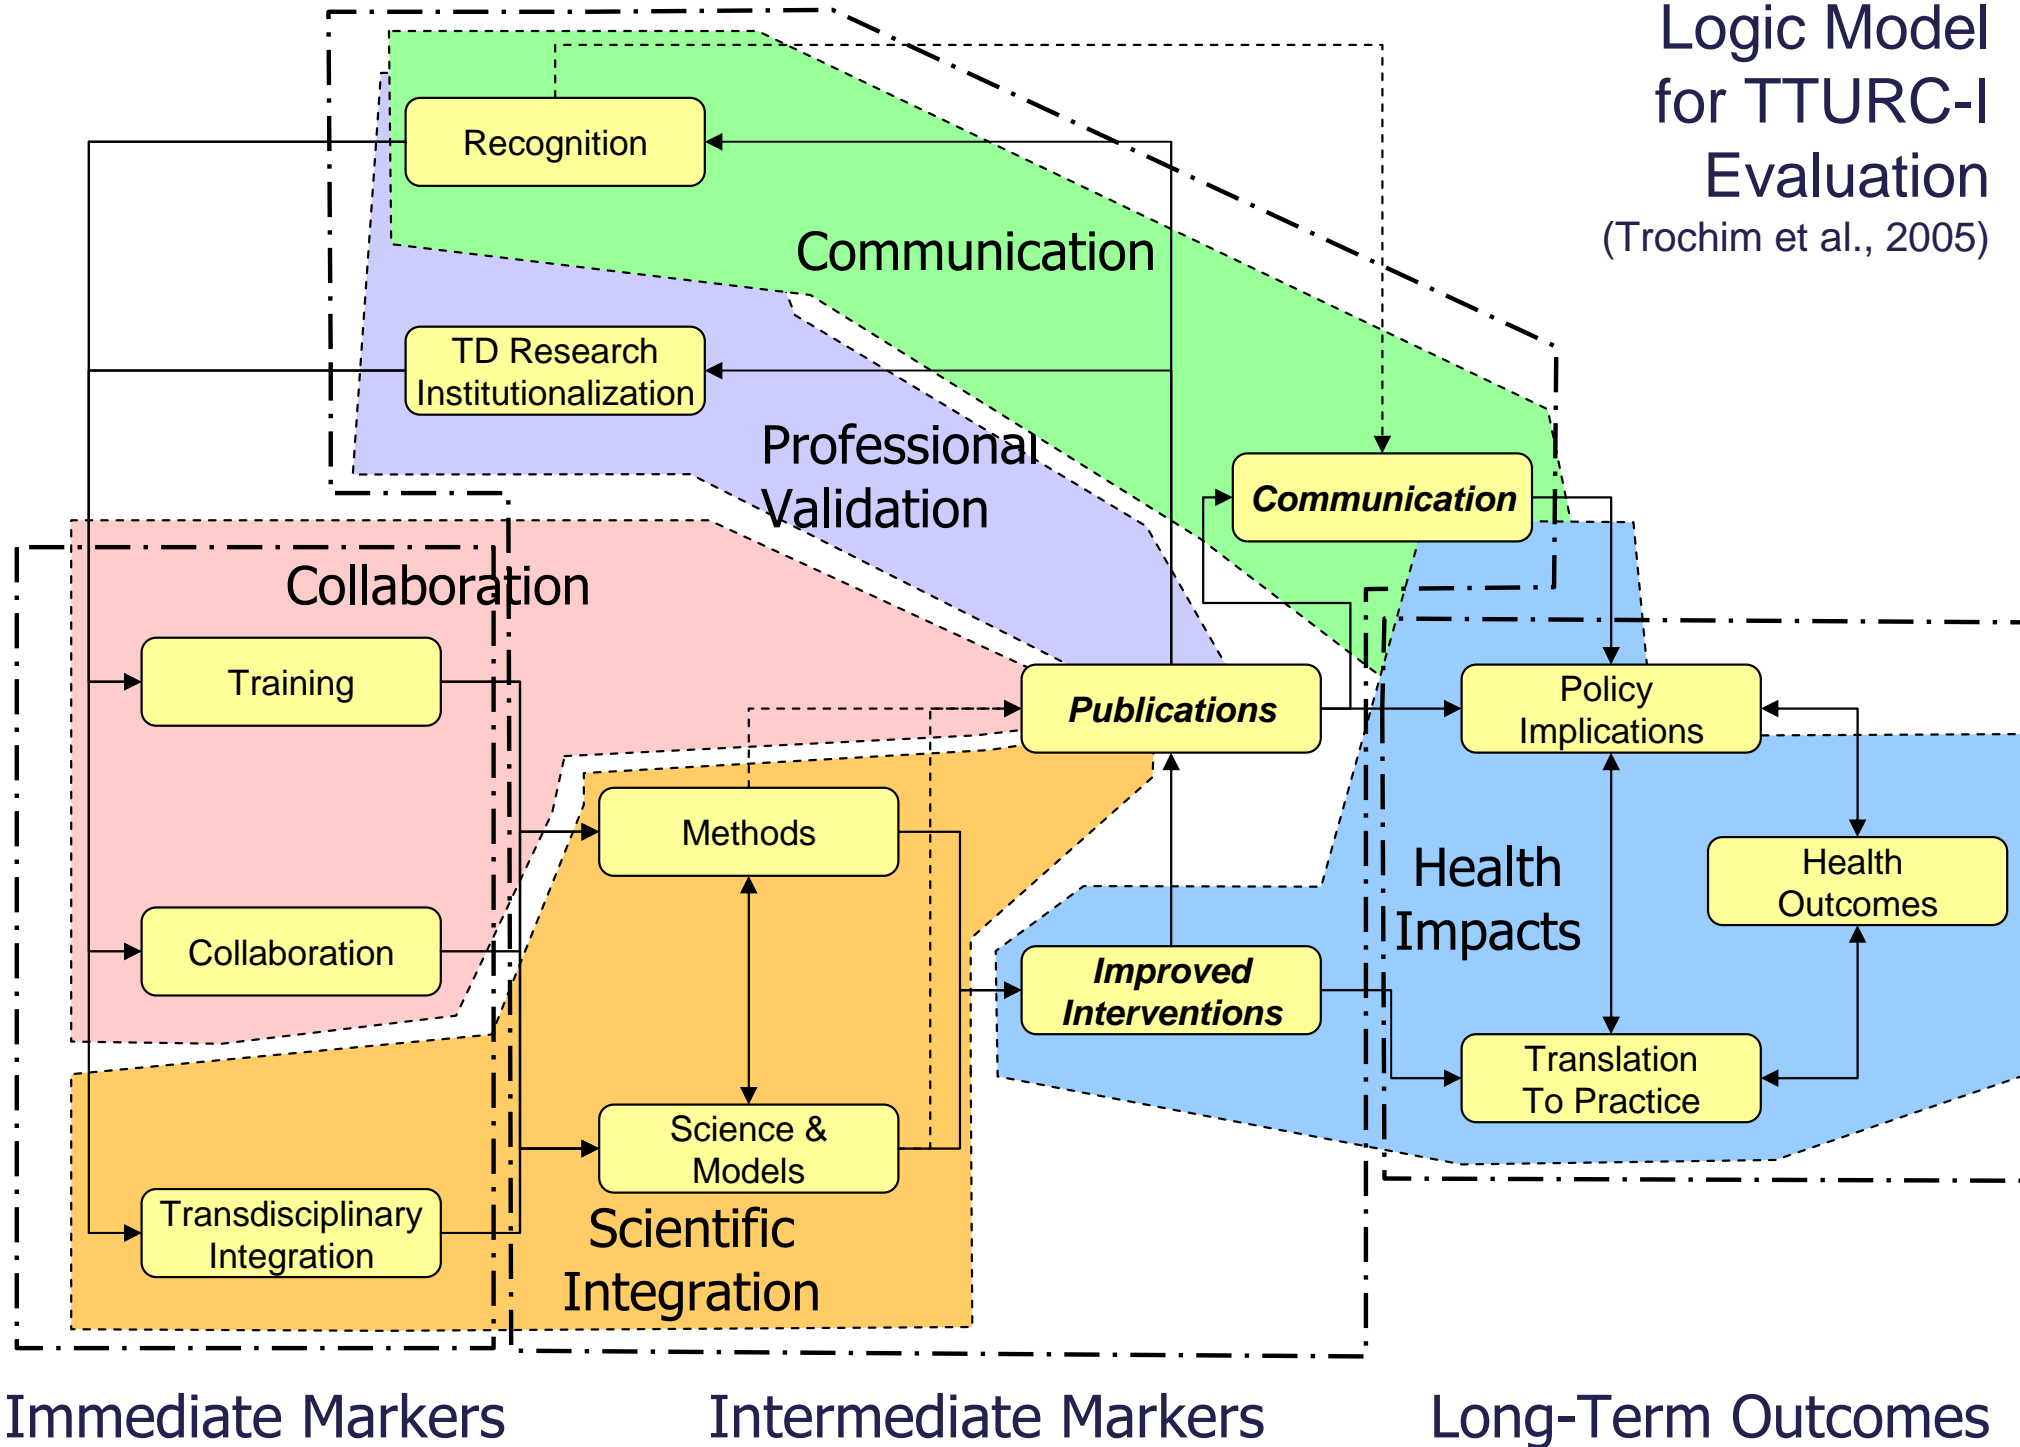 Logic Model
for TTURC-I
Evaluation
(Trochim et al., 2005)
Recognition
Communication
TD Research
Institutionalization
Professional
Validation
Communication
Collaboration
Training
Publications
Policy
Implications
Methods
Health
Outcomes
Health
Impacts
Collaboration
Improved
Interventions
Translation
To Practice
Science &
Models
Transdisciplinary
Integration
Scientific
Integration
Immediate Markers
Intermediate Markers
Long-Term Outcomes